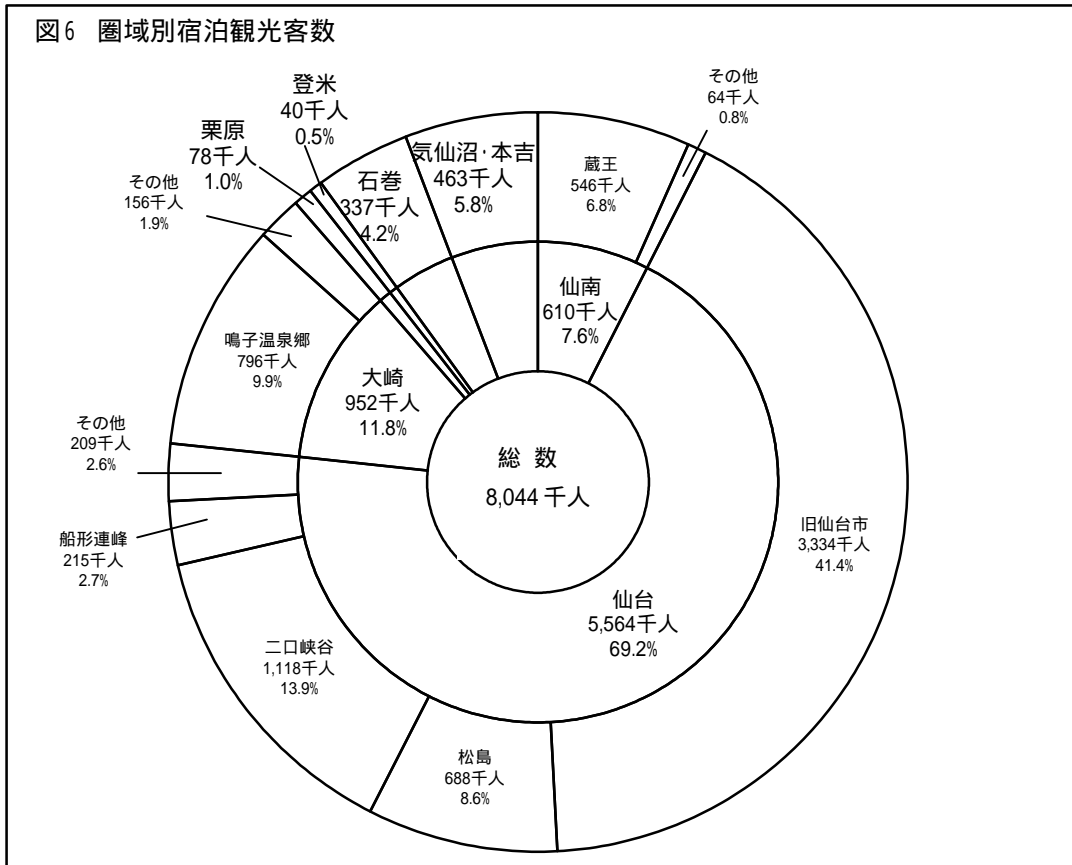 図6 圏域別宿泊観光客数
その他
64千人
0.8%
登米
40千人
0.5%
栗原
78千人
1.0%
その他
156千人
1.9%
石巻
337千人
4.2%
気仙沼･本吉
463千人
5.8%
蔵王
546千人
6.8%
仙南
610千人
7.6%
鳴子温泉郷
796千人
9.9%
大崎
952千人
11.8%
その他
209千人
2.6%
総 数
8,044 千人
船形連峰
215千人
2.7%
旧仙台市
3,334千人
41.4%
仙台
5,564千人
69.2%
二口峡谷
1,118千人
13.9%
松島
688千人
8.6%